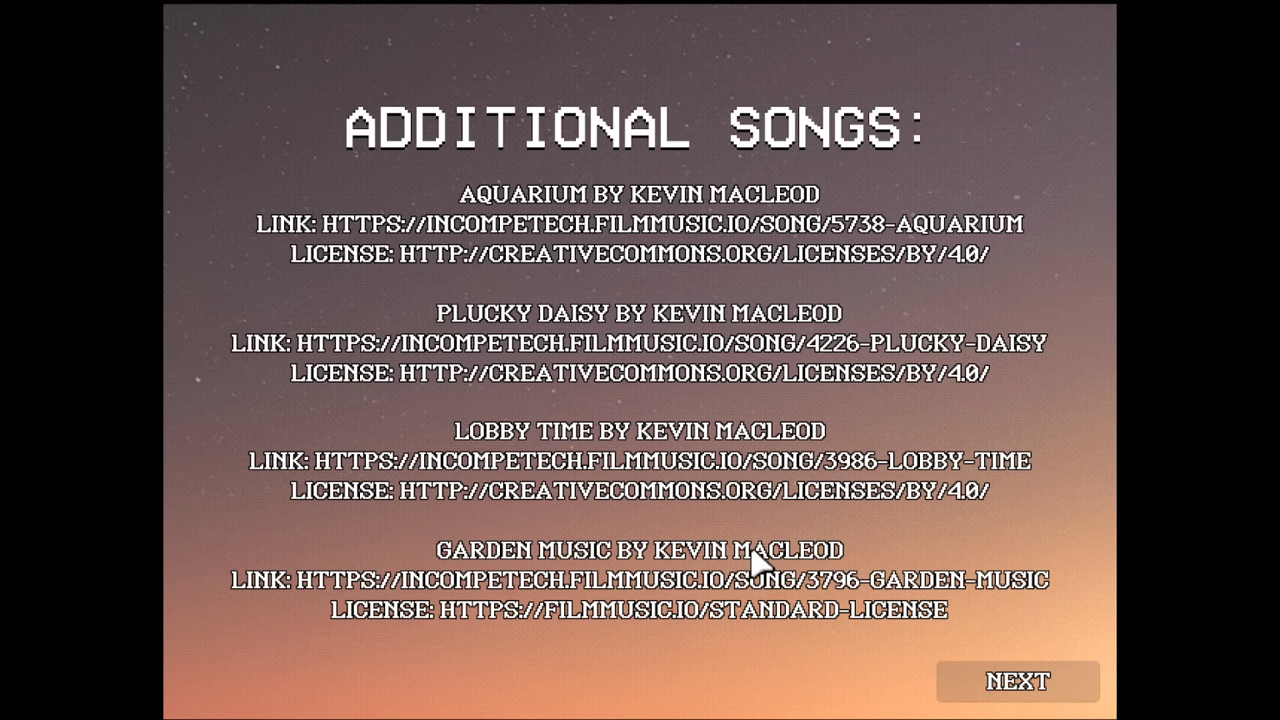 ADDITIONAL SONGS:
AQUARIUM BY KEVIN MACLEOD
LINK: HTTPS://INCOMPETECH.FILMMUSIC.IO/SONG/5738-AQUARIUM
LICENSE: HTTP://CREATIVECOMMONS.ORG/LICENSES/BY/4.0/
PLUCKY DAISY BY KEVIN MACLEOD
LINK: HTTPS://INCOMPETECH.FILMMUSIC.IO/SONG/4226-PLUCKY-DAISY
LICENSE: HTTP://CREATIVECOMMONS.ORG/LICENSES/BY/4.0/
LOBBY TIME BY KEVIN MACLEOD
LINK: HTTPS://INCOMPETECH.FILMMUSIC.IO/SONG/3986-LOBBY-TIME
LICENSE: HTTP://CREATIVECOMMONS.ORG/LICENSES/BY/4.0/
GARDEN MUSIC BY KEVIN MACLEOD
LINK: HTTPS://INCOMPETECH.FILMMUSIC.IO/SONG/3796-GARDEN-MUSIC
LICENSE: HTTPS://FILMMUSIC.IO/STANDARD-LICENSE
NEXT